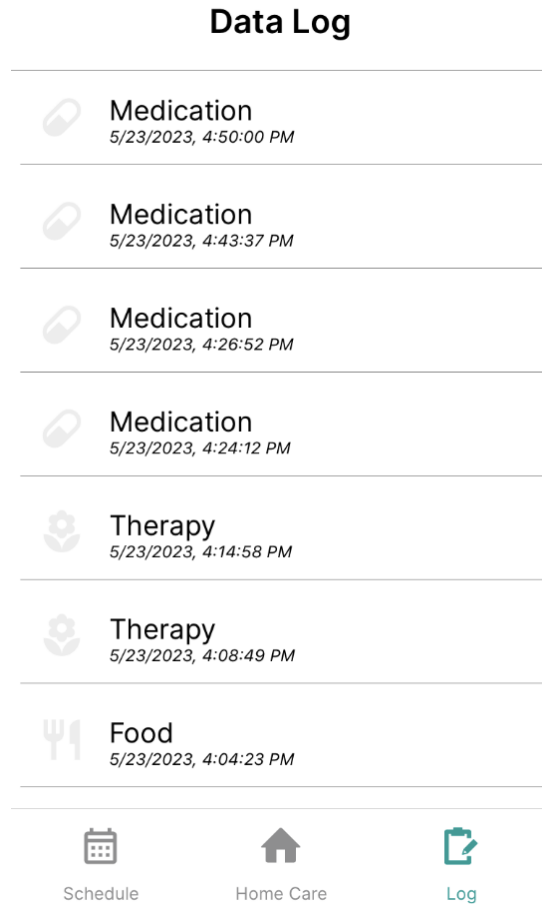 Data Log
Medication
5/23/2023, 4:50:00 PM
Medication
5/23/2023, 4:43:37 PM
Medication
5/23/2023, 4:26:52 PM
Medication
5/23/2023, 4:24:12 PM
Therapy
5/23/2023, 4:14:58 PM
Therapy
5/23/2023, 4:08:49 PM
Food
5/23/2023, 4:04:23 PM
Schedule
Home Care
Log